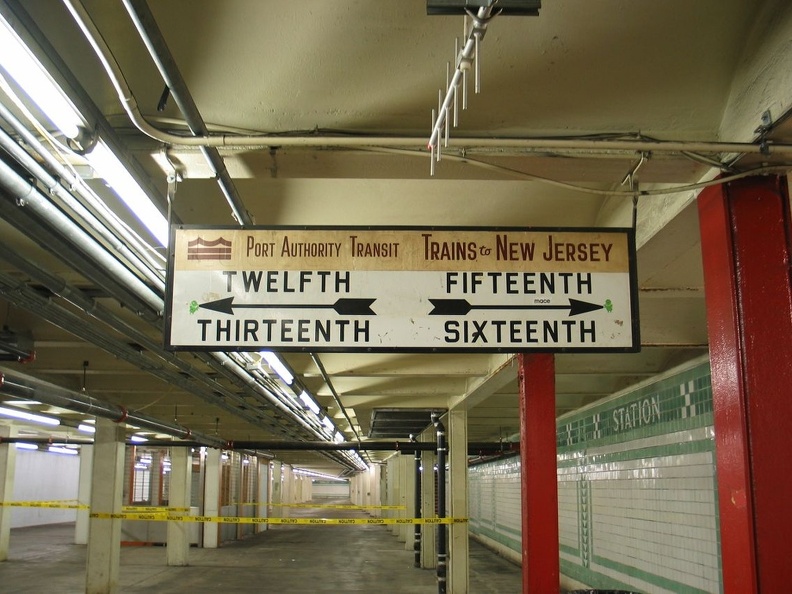 Port Authority Transit Trains to New Jersey
TWELFTH FIFTEENTH
mace
THIRTEENTH SIXTEENTH
STATION